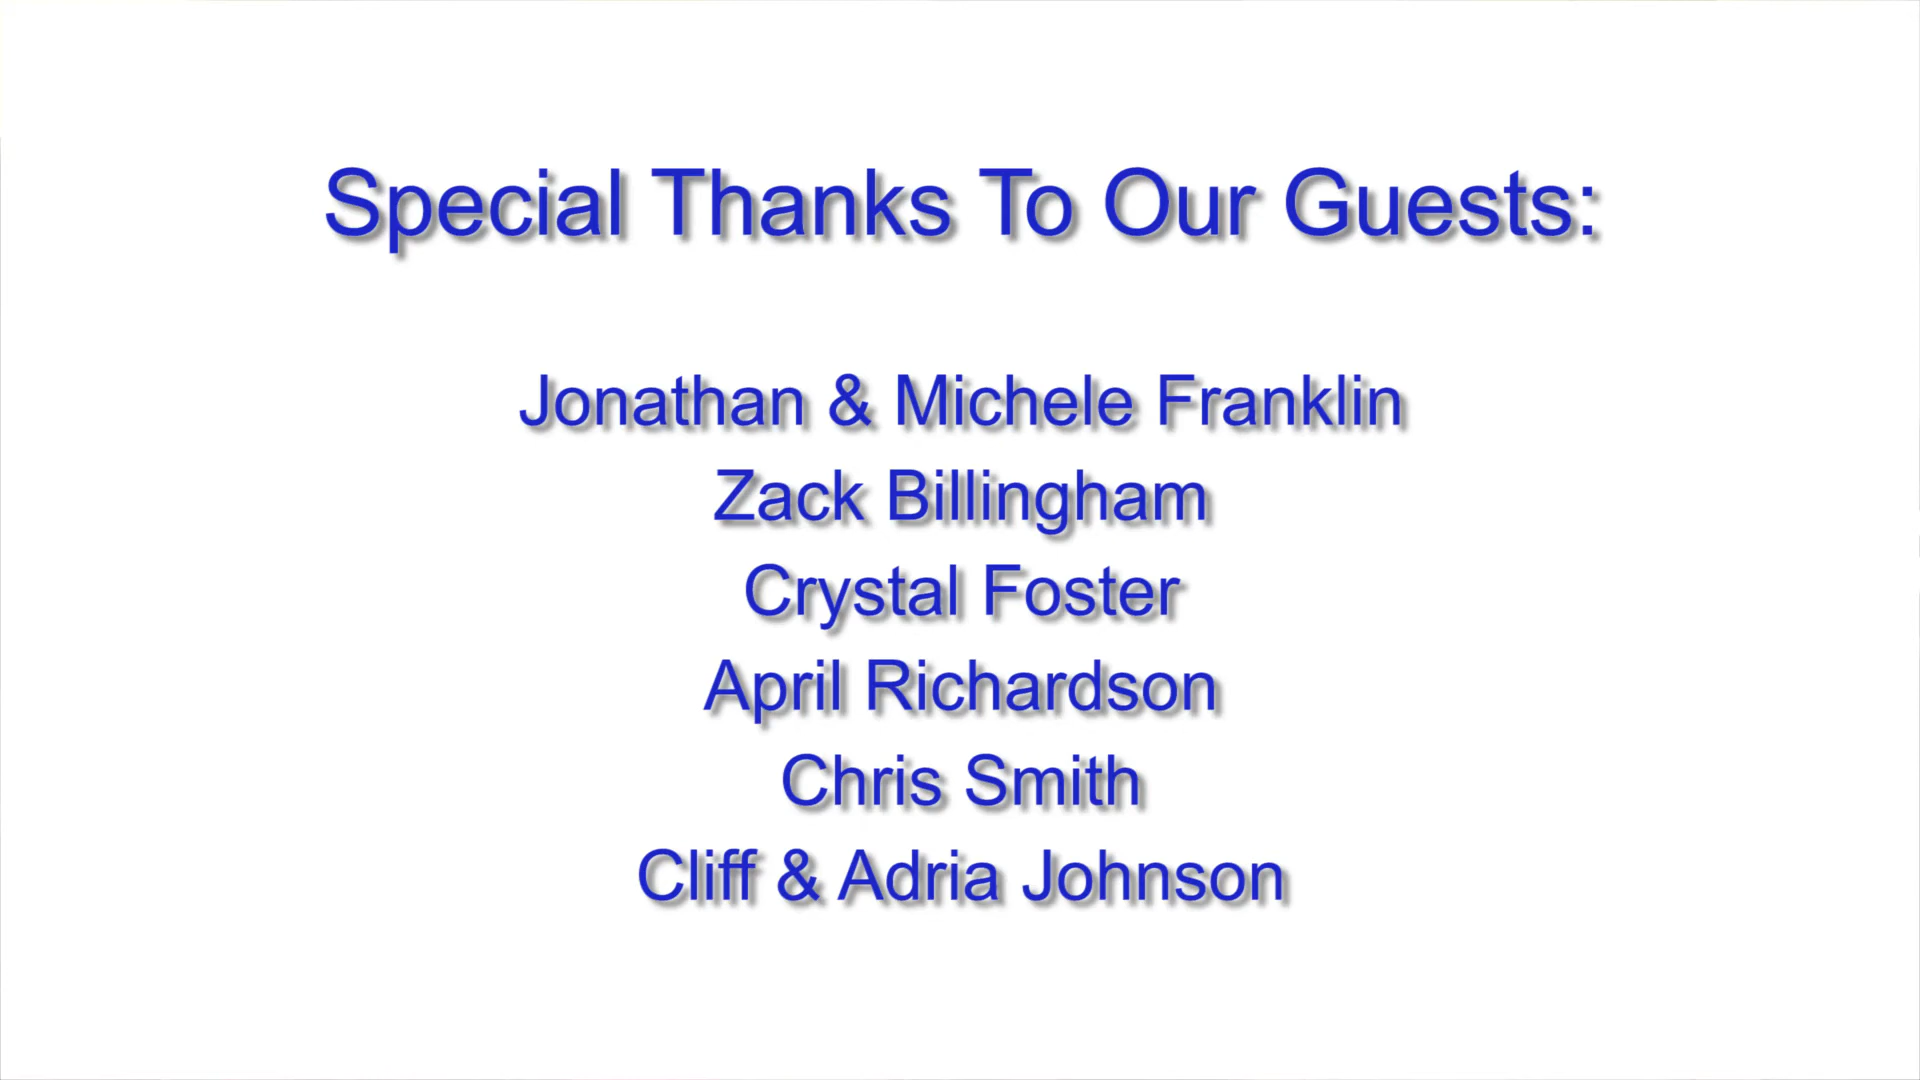 Special Thanks To Our Guests:
Jonathan & Michele Franklin
Zack Billingham
Crystal Foster
April Richardson
Chris Smith
Cliff & Adria Johnson